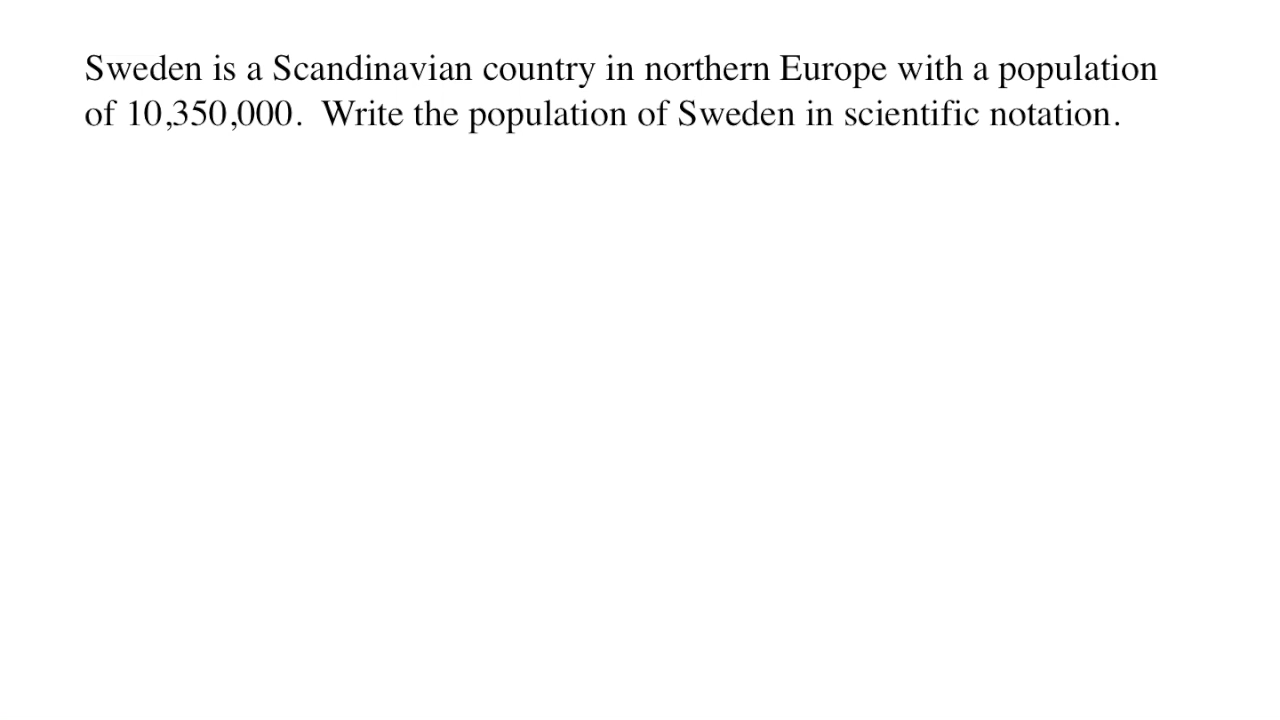 Sweden is a Scandinavian country in northern Europe with a population
of 10,350,000.  Write the population of Sweden in scientific notation.